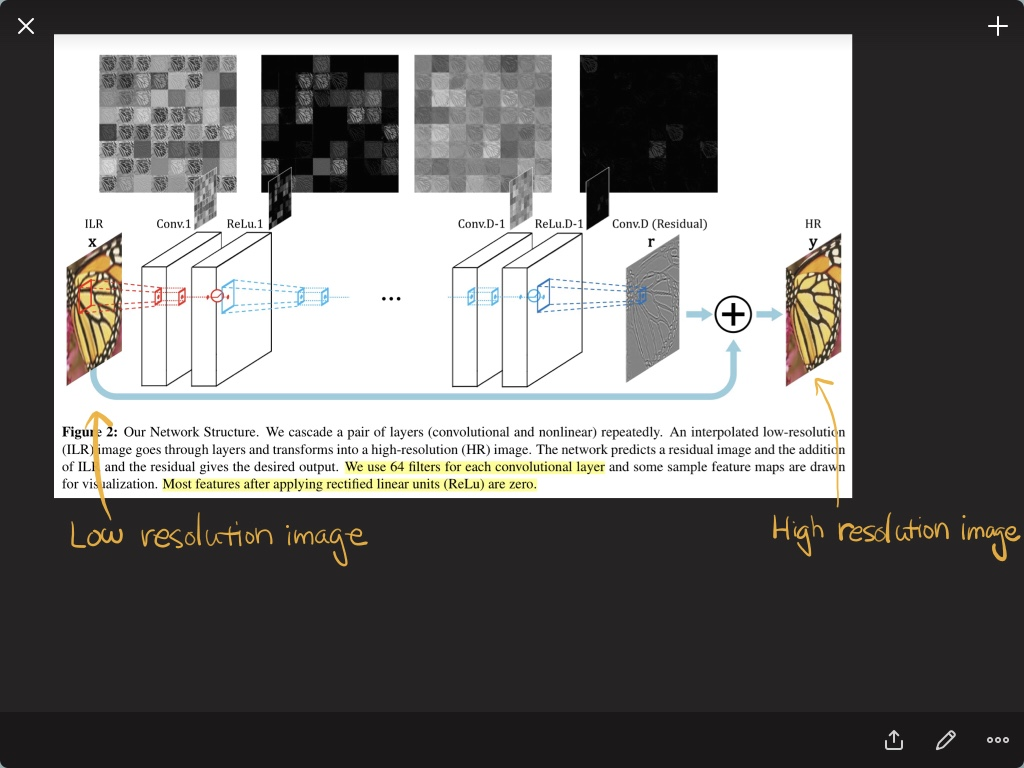 ILR
x
Conv.1
ReLu.1
Conv.D-1
ReLu.D-1
Conv.D (Residual)
r
HR
y
...
Figure 2: Our Network Structure. We cascade a pair of layers (convolutional and nonlinear) repeatedly. An interpolated low-resolution
(ILR) image goes through layers and transforms into a high-resolution (HR) image. The network predicts a residual image and the addition
of ILR and the residual gives the desired output. We use 64 filters for each convolutional layer and some sample feature maps are drawn
for visualization. Most features after applying rectified linear units (ReLu) are zero.
Low resolution image
High resolution image